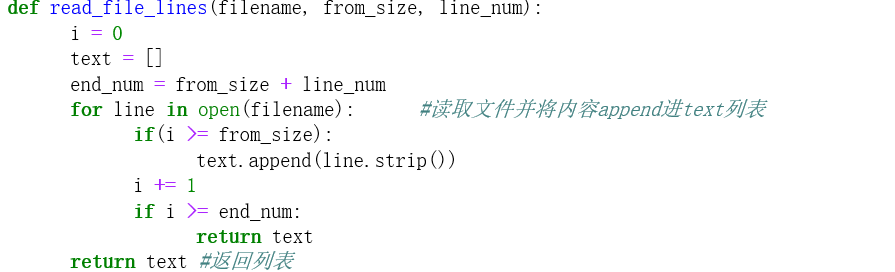 def read_file_lines(filename, from_size, line_num):
i = 0
text = []
end_num = from_size + line_num
for line in open(filename): #读取文件并将内容append进text列表
if(i >= from_size):
text.append(line.strip())
i += 1
if i >= end_num:
return text
return text #返回列表